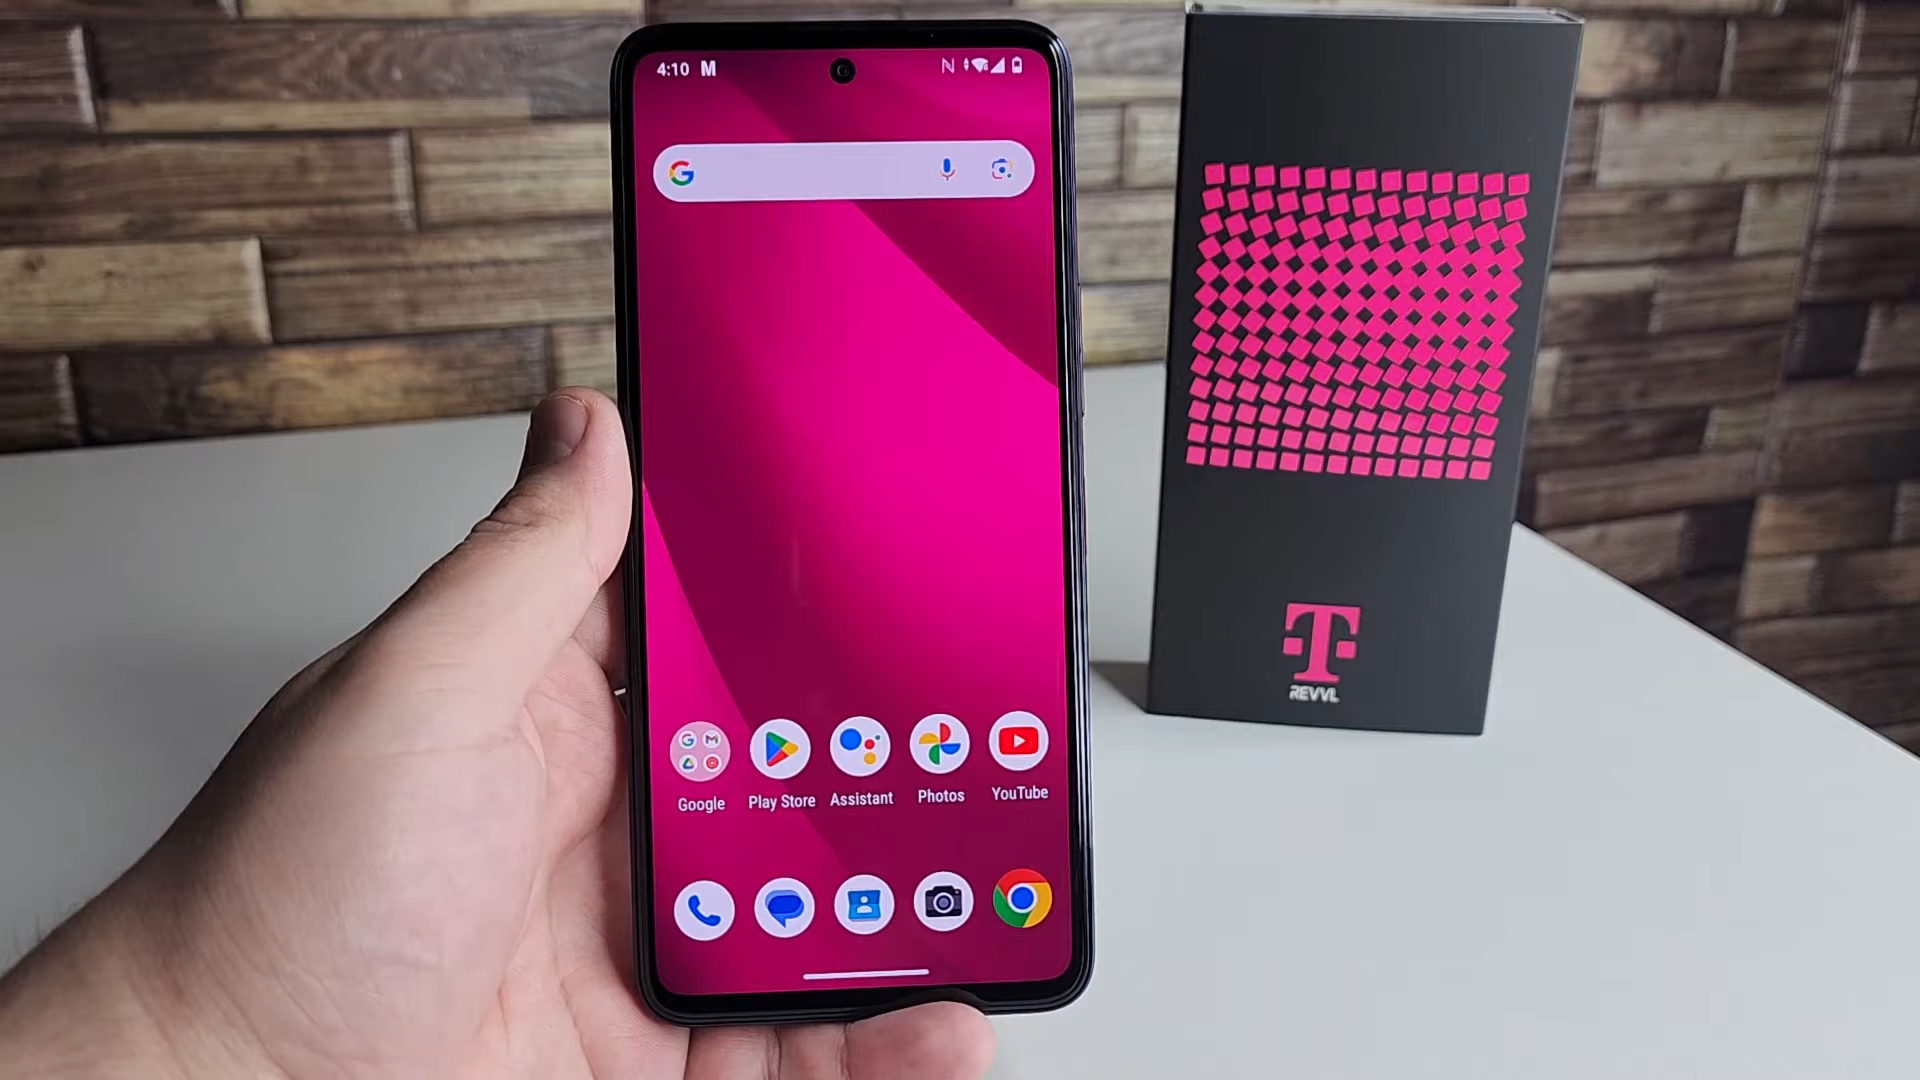 4:10 M
Google
Play Store
Assistant
Photos
YouTube
T
REVVL